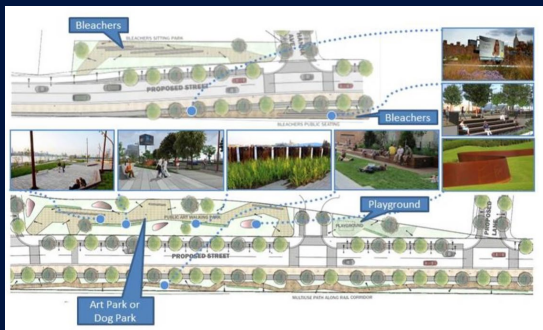 Bleachers
BLEACHERS SITTING PARK
PROPOSED STREET
Bleachers
BLEACHERS PUBLIC SEATING
PUBLIC ART WALKING PARK
Playground
PLAYGROUND
PROPOSED
PROPOSED STREET
Art Park or
Dog Park
MULTIUSE PATH ALONG RAIL CORRIDOR